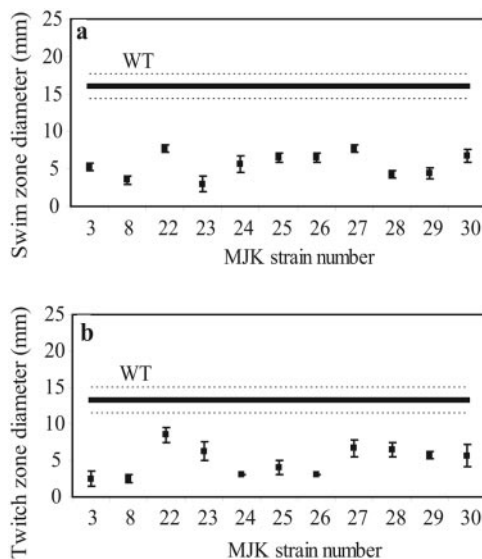 a
WT
25
20
15
10
5
0
Swim zone diameter (mm)
3 8 22 23 24 25 26 27 28 29 30
MJK strain number
b
WT
25
20
15
10
5
0
Twitch zone diameter (mm)
3 8 22 23 24 25 26 27 28 29 30
MJK strain number